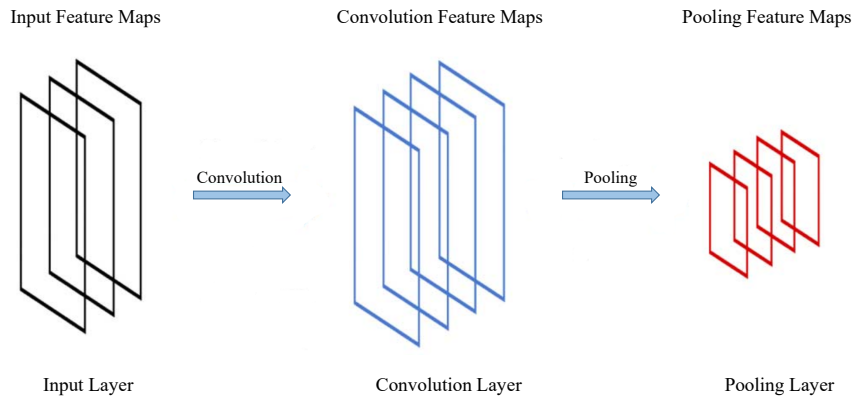 Input Feature Maps
Convolution Feature Maps
Pooling Feature Maps
Convolution
Pooling
Input Layer
Convolution Layer
Pooling Layer